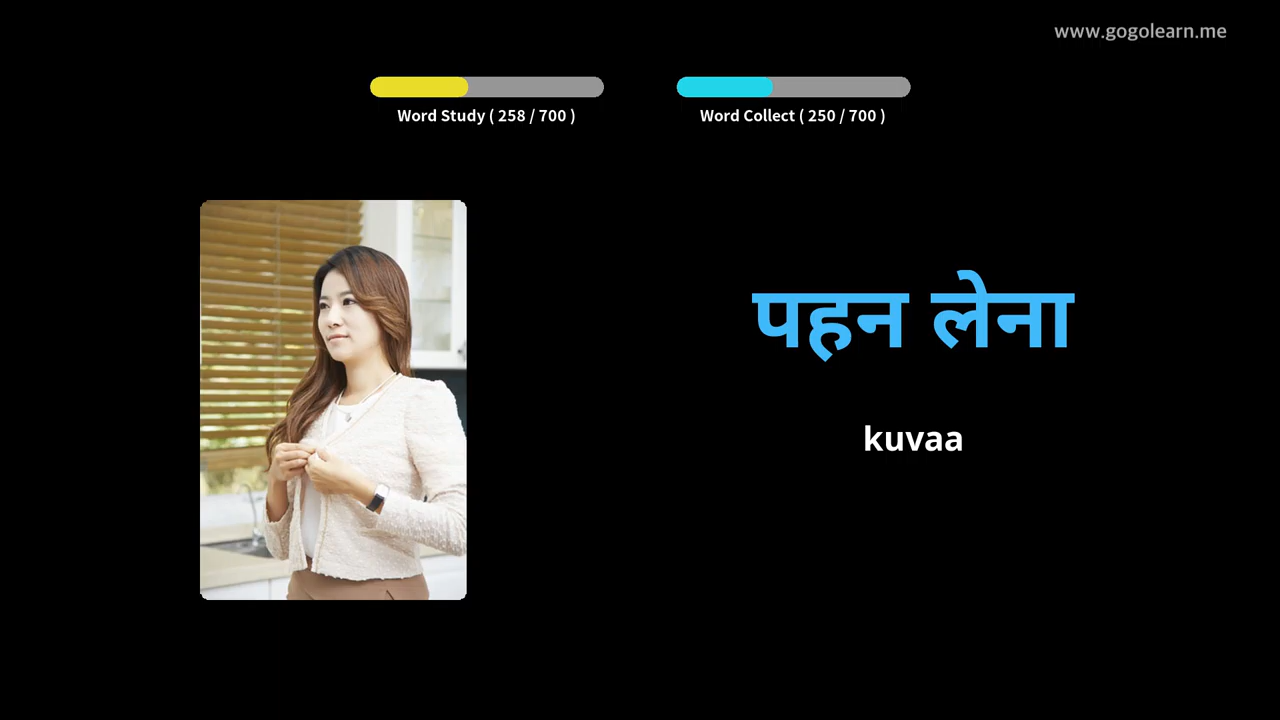 www.gogolearn.me
Word Study ( 258 / 700 )
Word Collect ( 250 / 700 )
पहन लेना
kuvaa